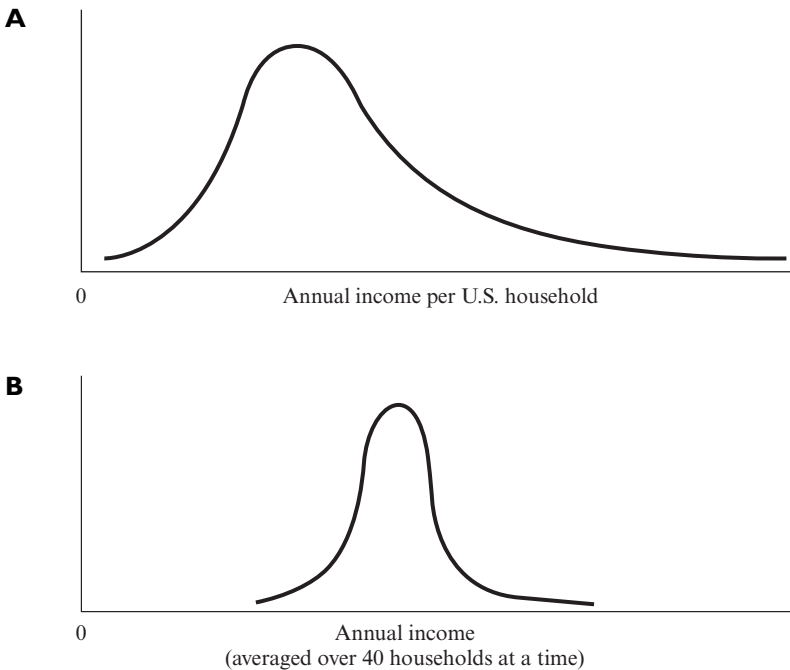 A
0
Annual income per U.S. household
B
0
Annual income
(averaged over 40 households at a time)